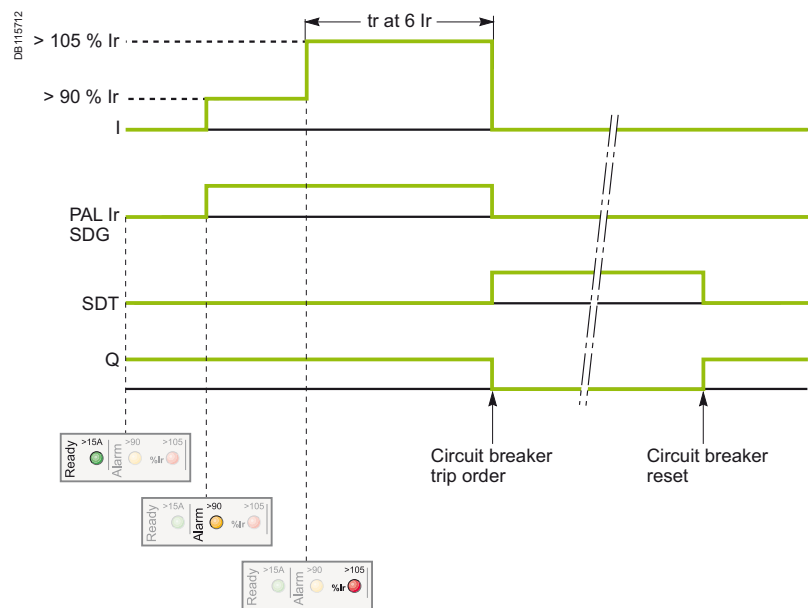 DB115712
tr at 6 Ir
> 105 % Ir
> 90 % Ir
I
PAL Ir
SDG
SDT
Q
Circuit breaker
trip order
Circuit breaker
reset
Ready >15A Alarm >90 %Ir >105
Ready >15A Alarm >90 %Ir >105
Ready >15A Alarm >90 %Ir >105